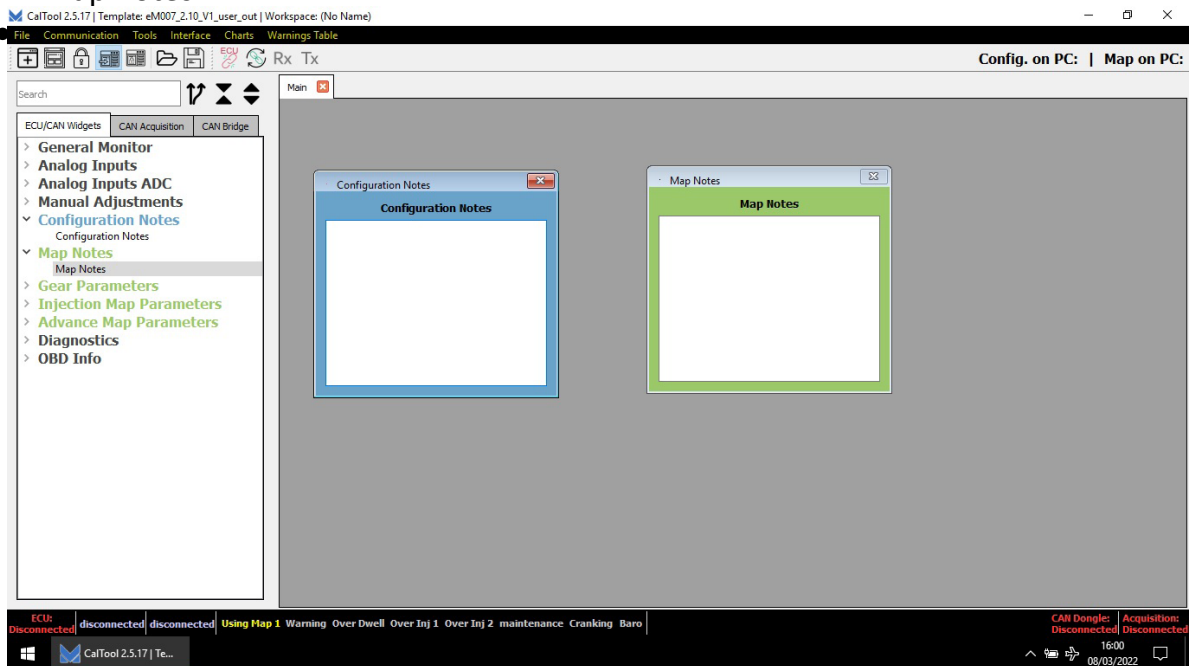 CalTool 2.5.17 | Template: eM007_2.10_V1_user_out | Workspace: (No Name)
File Communication Tools Interface Charts Warnings Table
ECU Rx Tx Config. on PC: | Map on PC:
Search
Main
ECU/CAN Widgets CAN Acquisition CAN Bridge
General Monitor
Analog Inputs
Analog Inputs ADC
Manual Adjustments
Configuration Notes
Configuration Notes
Map Notes
Map Notes
Gear Parameters
Injection Map Parameters
Advance Map Parameters
Diagnostics
OBD Info
Configuration Notes
Configuration Notes
Map Notes
Map Notes
ECU: Disconnected disconnected disconnected Using Map 1 Warning Over Dwell Over Inj 1 Over Inj 2 maintenance Cranking Baro CAN Dongle: Disconnected Acquisition: Disconnected
CalTool 2.5.17 | Te...
16:00
08/03/2022